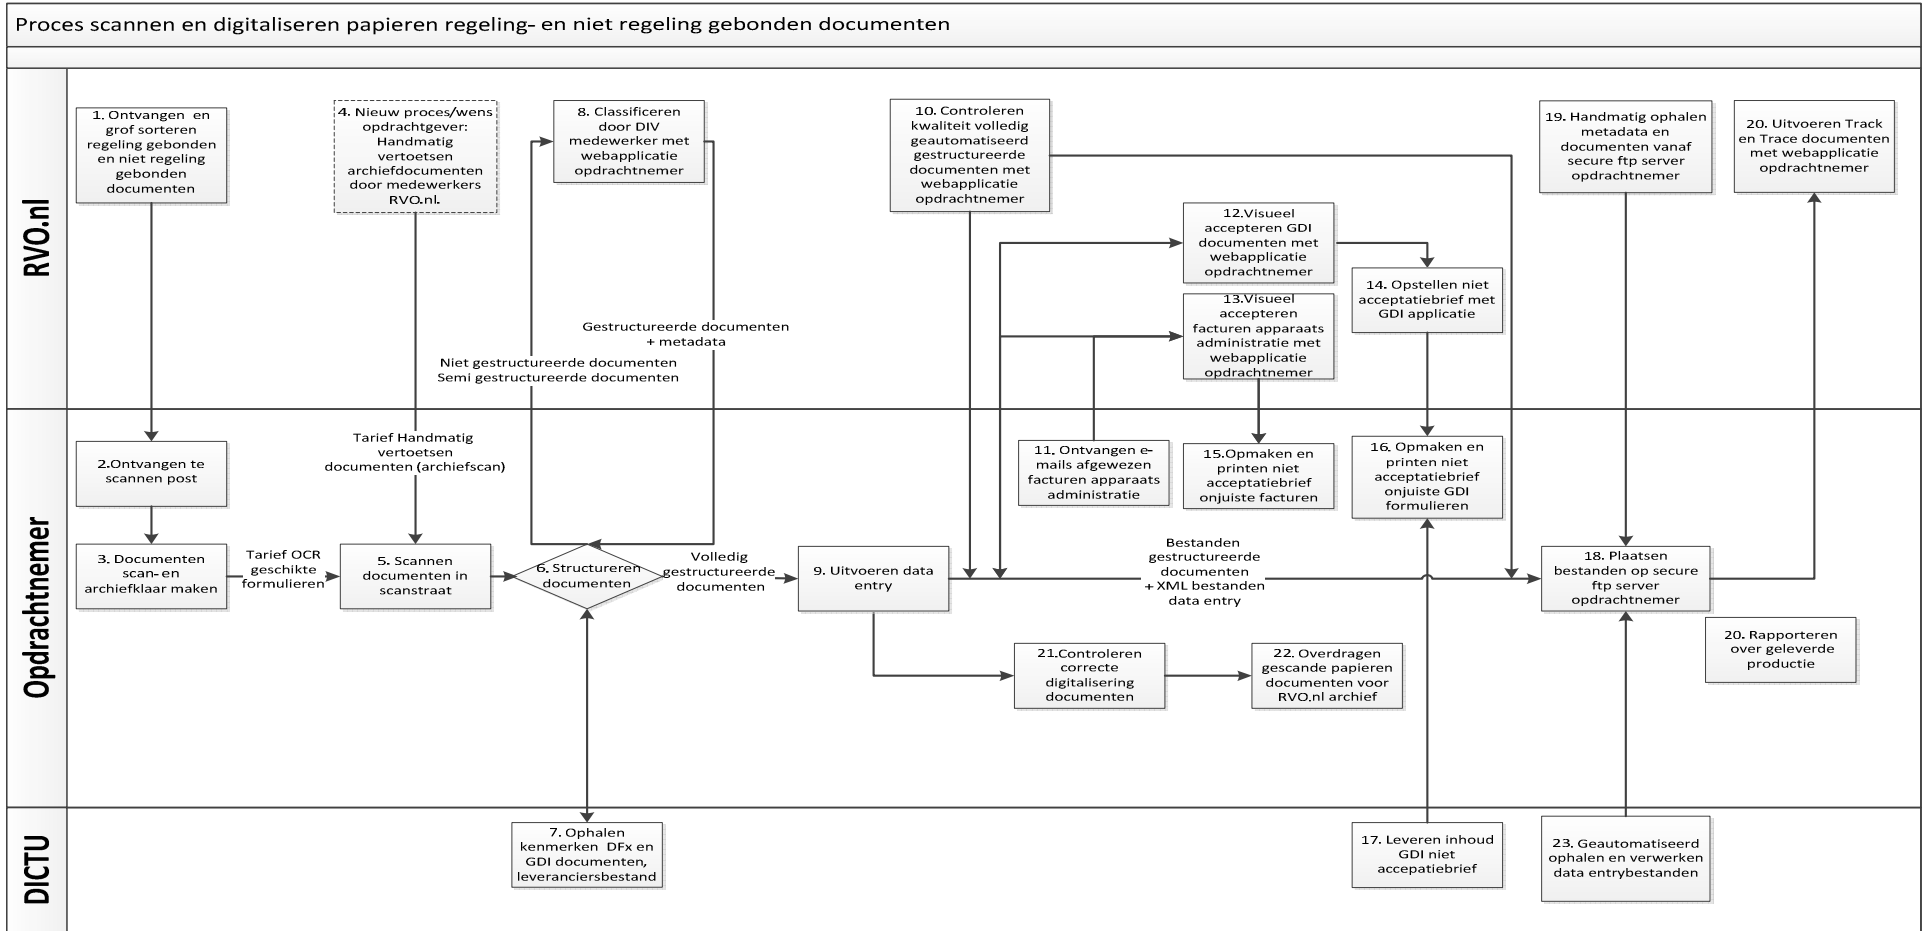 Proces scannen en digitaliseren papieren regeling- en niet regeling gebonden documenten
RVO.nl
1. Ontvangen en
grof sorteren
regeling gebonden
en niet regeling
gebonden
documenten
4. Nieuw proces/wens
opdrachtgever:
Handmatig
vertoetsen
archiefdocumenten
door medewerkers
RVO.nl.
8. Classificeren
door DIV
medewerker met
webapplicatie
opdrachtnemer
10. Controleren
kwaliteit volledig
geautomatiseerd
gestructureerde
documenten met
webapplicatie
opdrachtnemer
12.Visueel
accepteren GDI
documenten met
webapplicatie
opdrachtnemer
13.Visueel
accepteren
facturen apparaats
administratie met
webapplicatie
opdrachtnemer
14. Opstellen niet
acceptatiebrief met
GDI applicatie
19. Handmatig ophalen
metadata en
documenten vanaf
secure ftp server
opdrachtnemer
20. Uitvoeren Track
en Trace documenten
met webapplicatie
opdrachtnemer
Gestructureerde documenten
+ metadata
Niet gestructureerde documenten
Semi gestructureerde documenten
Opdrachtnemer
2.Ontvangen te
scannen post
3. Documenten
scan- en
archiefklaar maken
Tarief OCR
geschikte
formulieren
Tarief Handmatig
vertoetsen
documenten (archiefscan)
5. Scannen
documenten in
scanstraat
6. Structureren
documenten
Volledig
gestructureerde
documenten
9. Uitvoeren data
entry
11. Ontvangen e-
mails afgewezen
facturen apparaats
administratie
15.Opmaken en
printen niet
acceptatiebrief
onjuiste facturen
16. Opmaken en
printen niet
acceptatiebrief
onjuiste GDI
formulieren
Bestanden
gestructureerde
documenten
+ XML bestanden
data entry
18. Plaatsen
bestanden op secure
ftp server
opdrachtnemer
20. Rapporteren
over geleverde
productie
21.Controleren
correcte
digitalisering
documenten
22. Overdragen
gescande papieren
documenten voor
RVO.nl archief
DICTU
7. Ophalen
kenmerken DFx en
GDI documenten,
leveranciersbestand
17. Leveren inhoud
GDI niet
accepatiebrief
23. Geautomatiseerd
ophalen en verwerken
data entrybestanden